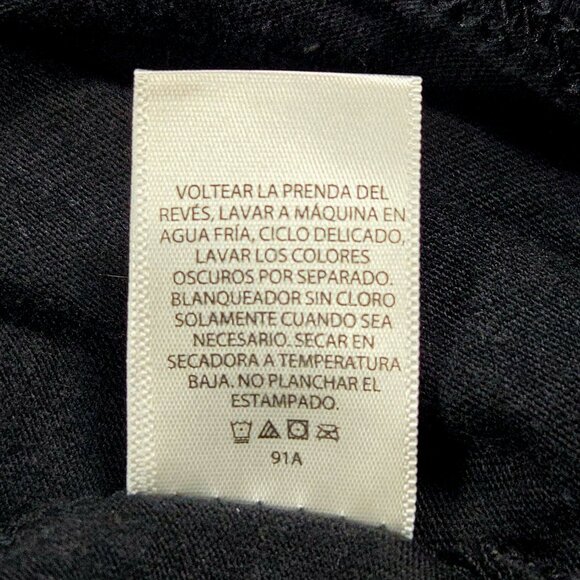 VOLTEAR LA PRENDA DEL
REVÉS, LAVAR A MÁQUINA EN
AGUA FRÍA, CICLO DELICADO,
LAVAR LOS COLORES
OSCUROS POR SEPARADO.
BLANQUEADOR SIN CLORO
SOLAMENTE CUANDO SEA
NECESARIO. SECAR EN
SECADORA A TEMPERATURA
BAJA. NO PLANCHAR EL
ESTAMPADO.
91A